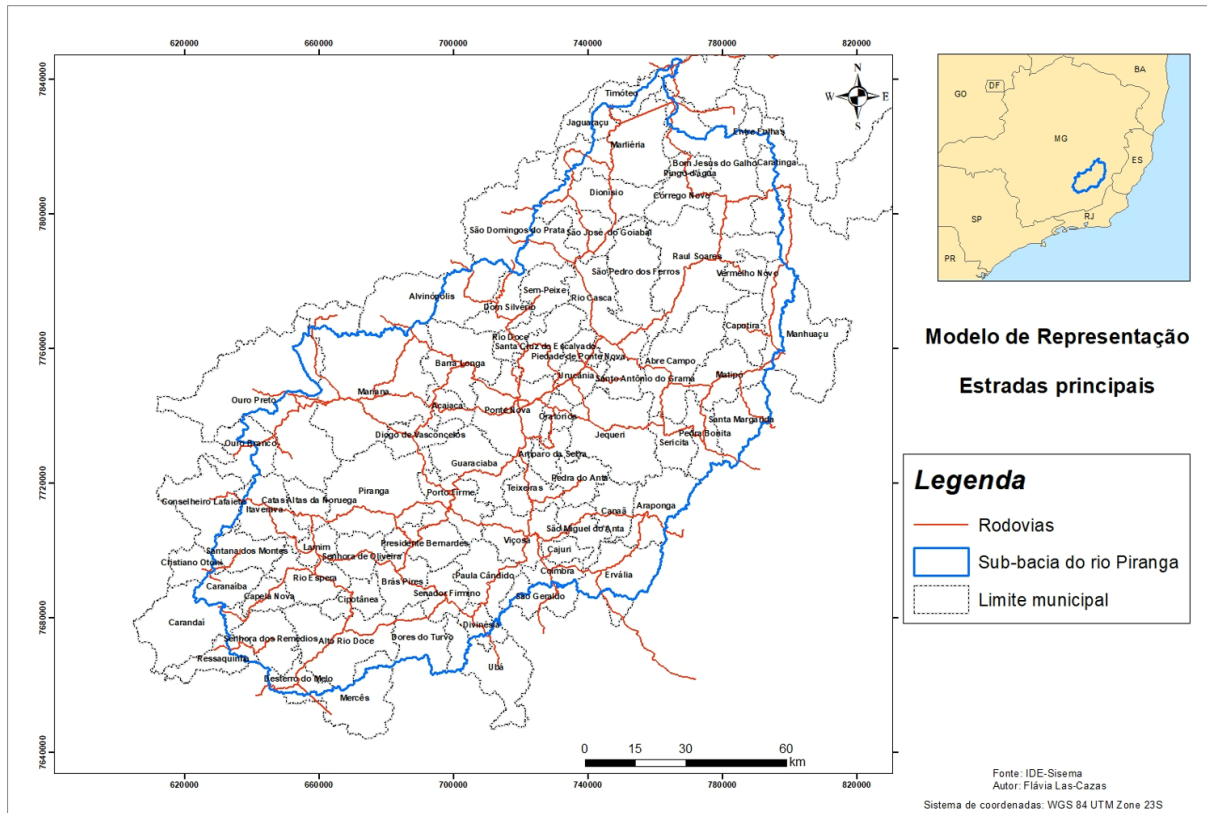 620000 660000 700000 740000 780000 820000
7840000
7800000
7760000
7720000
7680000
7640000
N
W E
S
Timóteo
Jaguaraçu
Entre Folhas
Marliéria
Bom Jesus do Galho
Caratinga
Pingo-d'água
Dionísio
Córrego Novo
São Domingos do Prata
São José do Goiabal
Raul Soares
São Pedro dos Ferros
Vermelho Novo
Alvinópolis
Sem-Peixe
Rio Casca
Dom Silvério
Caputira
Manhuaçu
Rio Doce
Santa Cruz do Escalvado
Piedade de Ponte Nova
Abre Campo
Barra Longa
Urucânia
Santo Antônio do Grama
Matipó
Mariana
Ouro Preto
Acaiaca
Ponte Nova
Oratórios
Santa Margarida
Diogo de Vasconcelos
Jequeri
Pedra Bonita
Ouro Branco
Sericita
Amparo da Serra
Guaraciaba
Pedra do Anta
Piranga
Porto Firme
Teixeiras
Conselheiro Lafaiete
Catas Altas da Noruega
Itaverava
Canaã
Araponga
São Miguel do Anta
Viçosa
Presidente Bernardes
Lamim
Santana dos Montes
Senhora de Oliveira
Cajuri
Cristiano Otoni
Coimbra
Ervália
Paula Cândido
Rio Espera
Caranaíba
Brás Pires
Capela Nova
Cipotânea
Senador Firmino
São Geraldo
Carandaí
Divinésia
Senhora dos Remédios
Alto Rio Doce
Dores do Turvo
Ressaquinha
Ubá
Desterro do Melo
Mercês
0 15 30 60
km
620000 660000 700000 740000 780000 820000
BA
GO
DF
MG
ES
SP
RJ
PR
Modelo de Representação
Estradas principais
Legenda
Rodovias
Sub-bacia do rio Piranga
Limite municipal
Fonte: IDE-Sisema
Autor: Flávia Las-Cazas
Sistema de coordenadas: WGS 84 UTM Zone 23S